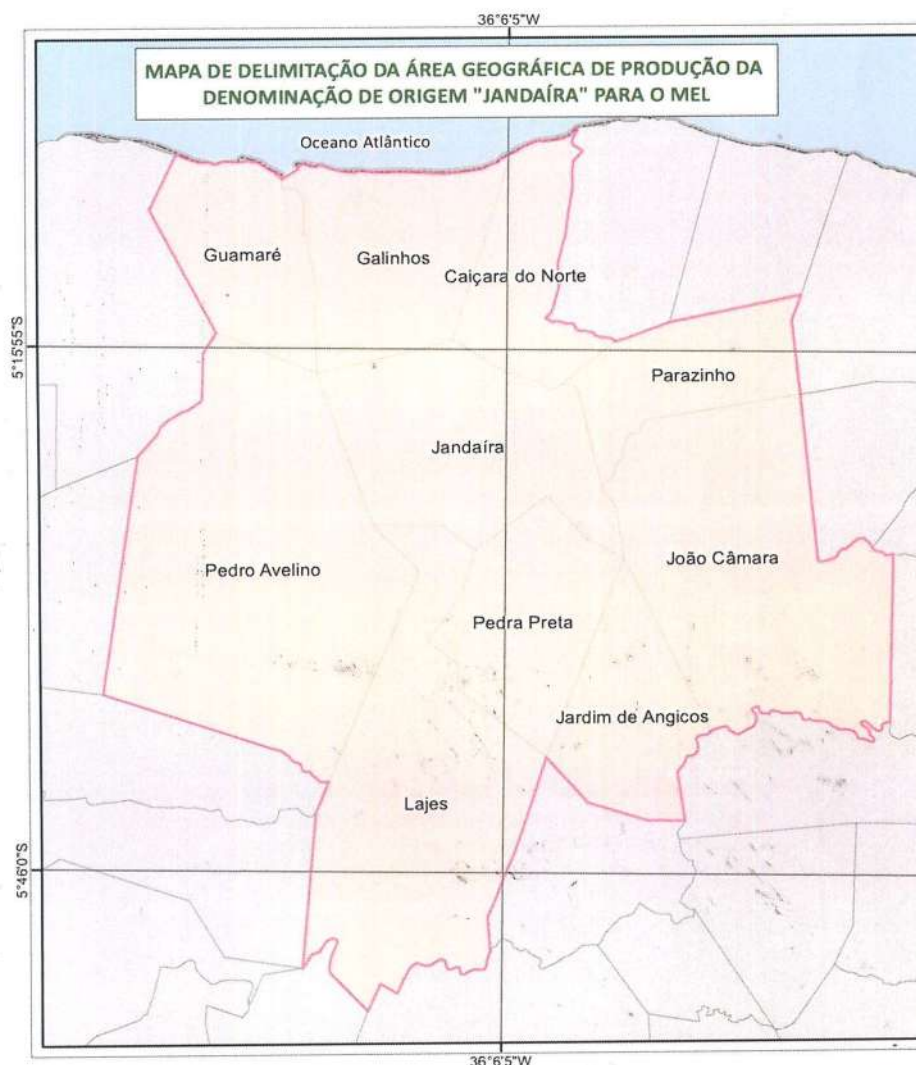 36°6'5"W
MAPA DE DELIMITAÇÃO DA ÁREA GEOGRÁFICA DE PRODUÇÃO DA
DENOMINAÇÃO DE ORIGEM "JANDAÍRA" PARA O MEL
Oceano Atlântico
Guamaré
Galinhos
Caiçara do Norte
5°15'55"S
Parazinho
Jandaíra
João Câmara
Pedro Avelino
Pedra Preta
Jardim de Angicos
Lajes
5°46'0"S
36°6'5"W